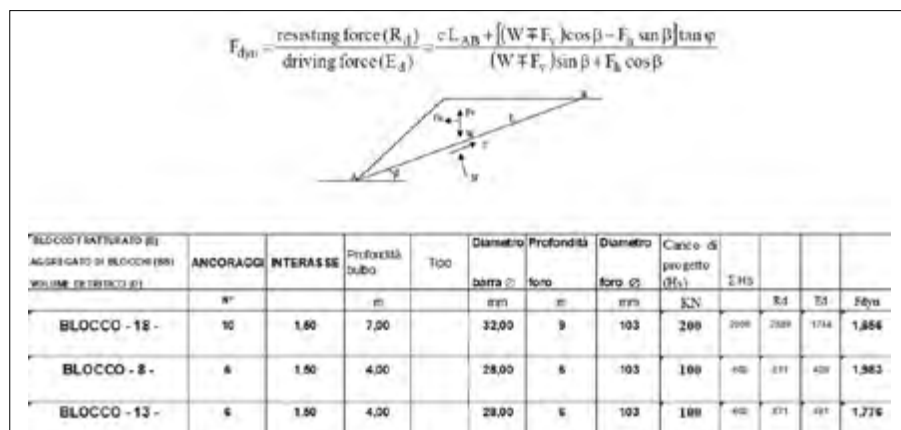 F_dyn = resisting force (R_d) / driving force (E_d) = c L_AB + [(W ∓ F_v) cos β − F_h sin β] tan φ / (W ∓ F_v) sin β + F_h cos β
BLOCCO FRATTURATO (B)
AGGREGATO DI BLOCCHI (BB)
VOLUME DETRITICO (D)
ANCORAGGI INTERASSE Profondità bulbo Tipo Diametro barra ∅ Profondità foro Diametro foro ∅ Carico di progetto (Hs) Σ HS
N° m mm m mm KN Rd Ed Fdyn
BLOCCO - 18 - 10 1,50 7,00 32,00 9 103 200 1,656
BLOCCO - 8 - 6 1,50 4,00 28,00 6 103 100 1,983
BLOCCO - 13 - 6 1,50 4,00 28,00 6 103 100 1,776